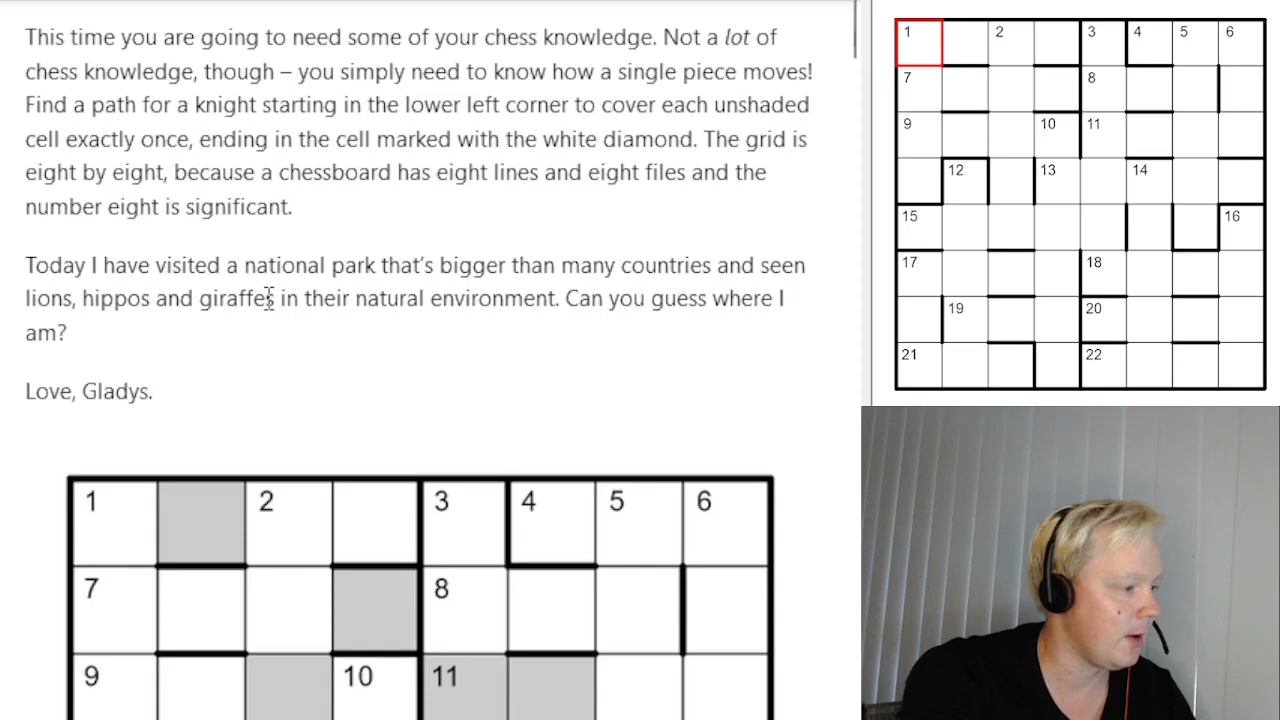 This time you are going to need some of your chess knowledge. Not a lot of
chess knowledge, though – you simply need to know how a single piece moves!
Find a path for a knight starting in the lower left corner to cover each unshaded
cell exactly once, ending in the cell marked with the white diamond. The grid is
eight by eight, because a chessboard has eight lines and eight files and the
number eight is significant.
Today I have visited a national park that's bigger than many countries and seen
lions, hippos and giraffes in their natural environment. Can you guess where I
am?
Love, Gladys.
1 2 3 4 5 6
7 8
9 10 11
1 2 3 4 5 6
7 8
9 10 11
12 13 14
15 16
17 18
19 20
21 22